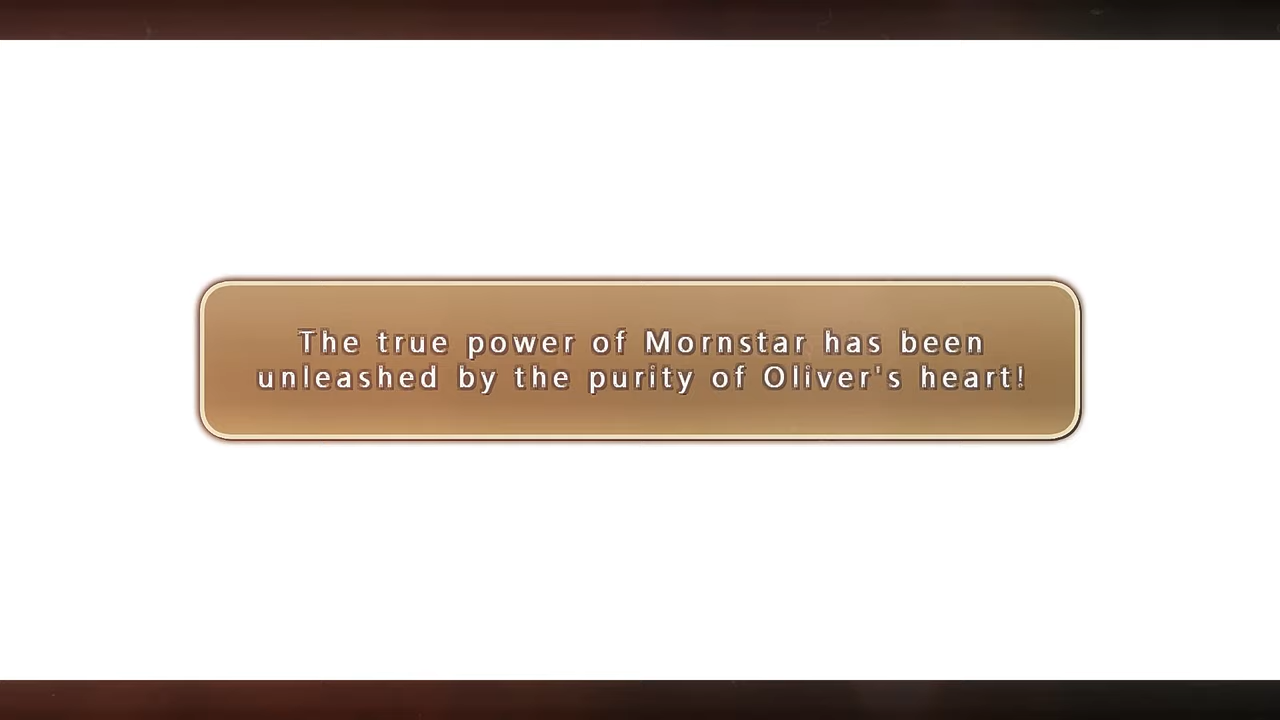 The true power of Mornstar has been
unleashed by the purity of Oliver's heart!